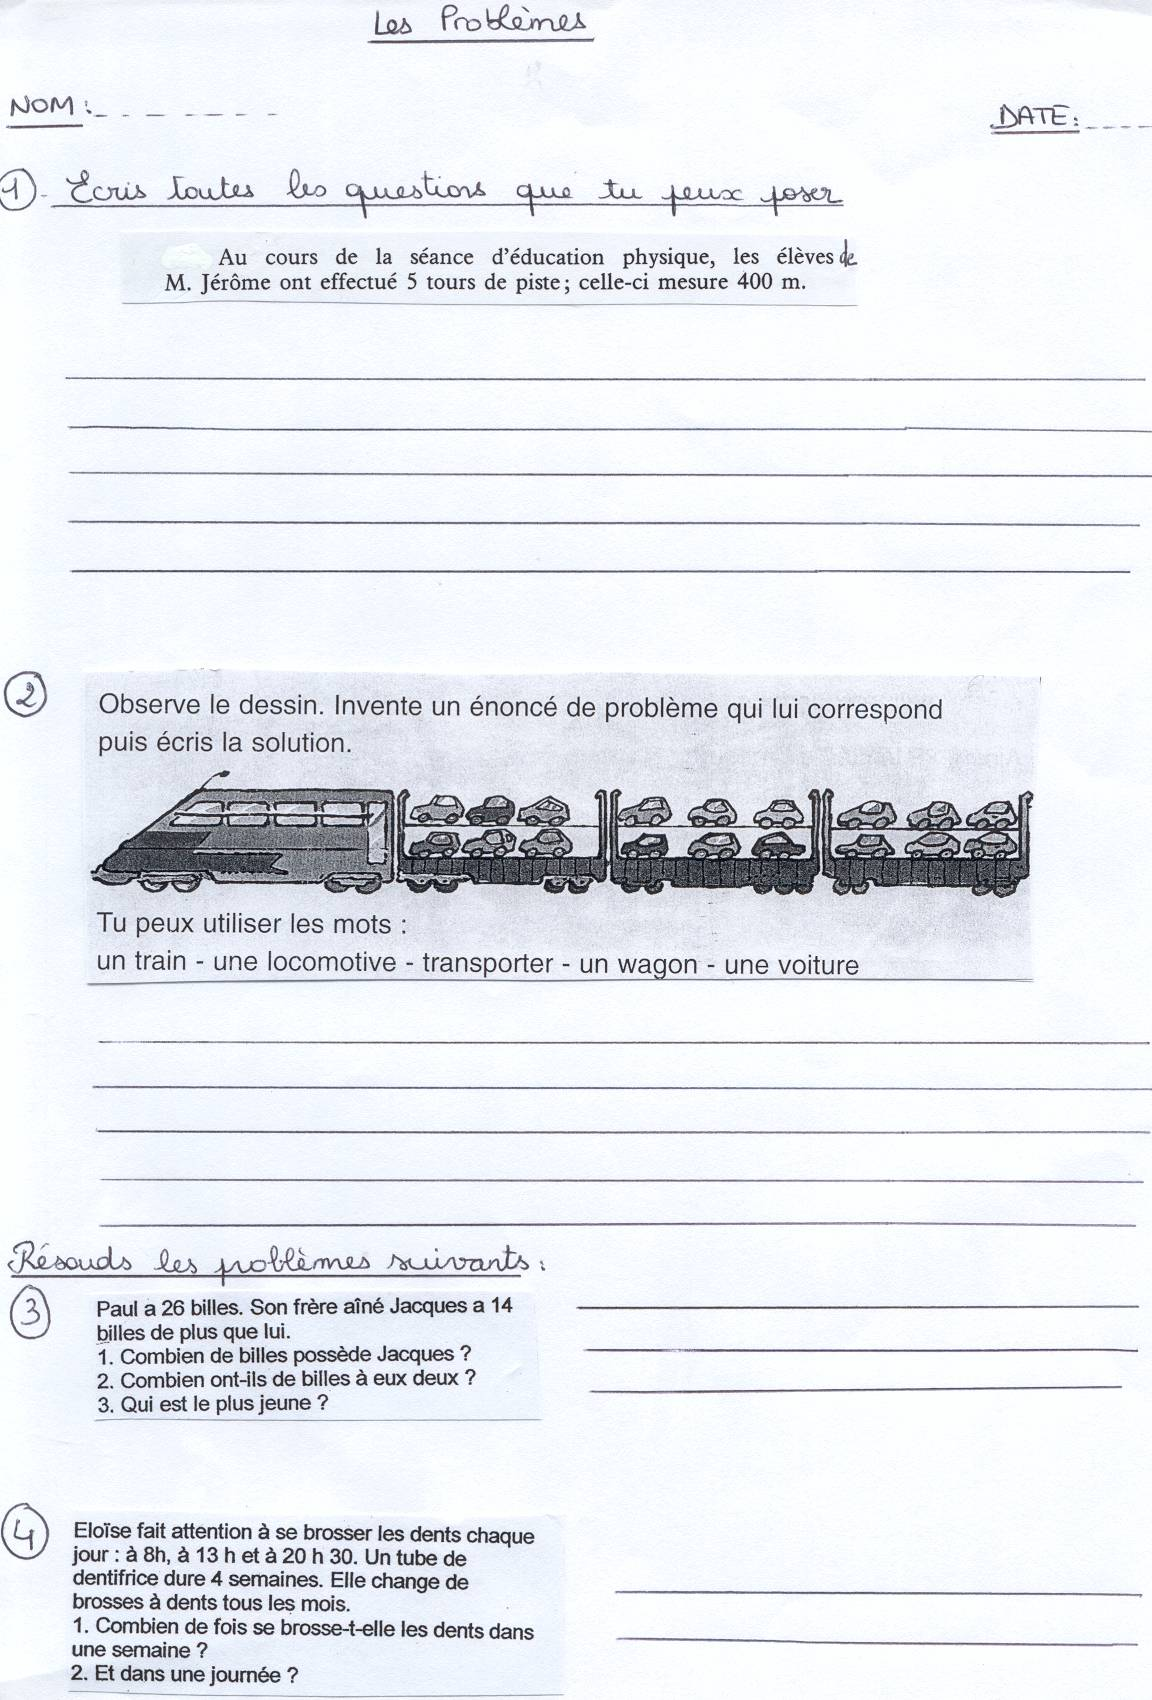 Les Problèmes
NOM :
DATE :
1 - Écris toutes les questions que tu peux poser
Au cours de la séance d'éducation physique, les élèves de
M. Jérôme ont effectué 5 tours de piste; celle-ci mesure 400 m.
2
Observe le dessin. Invente un énoncé de problème qui lui correspond
puis écris la solution.
Tu peux utiliser les mots :
un train - une locomotive - transporter - un wagon - une voiture
Résouds les problèmes suivants :
3
Paul a 26 billes. Son frère aîné Jacques a 14
billes de plus que lui.
1. Combien de billes possède Jacques ?
2. Combien ont-ils de billes à eux deux ?
3. Qui est le plus jeune ?
4
Eloïse fait attention à se brosser les dents chaque
jour : à 8h, à 13 h et à 20 h 30. Un tube de
dentifrice dure 4 semaines. Elle change de
brosses à dents tous les mois.
1. Combien de fois se brosse-t-elle les dents dans
une semaine ?
2. Et dans une journée ?